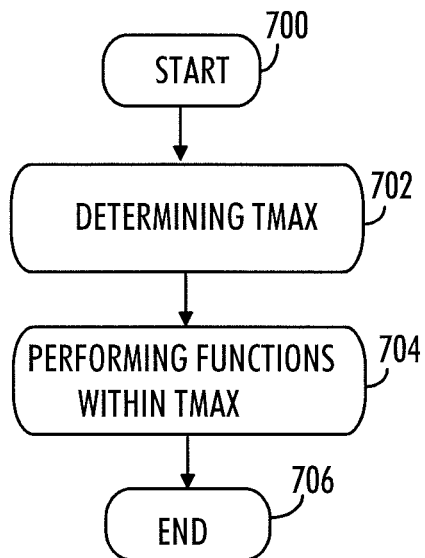 700
START
702
DETERMINING TMAX
704
PERFORMING FUNCTIONS
WITHIN TMAX
706
END